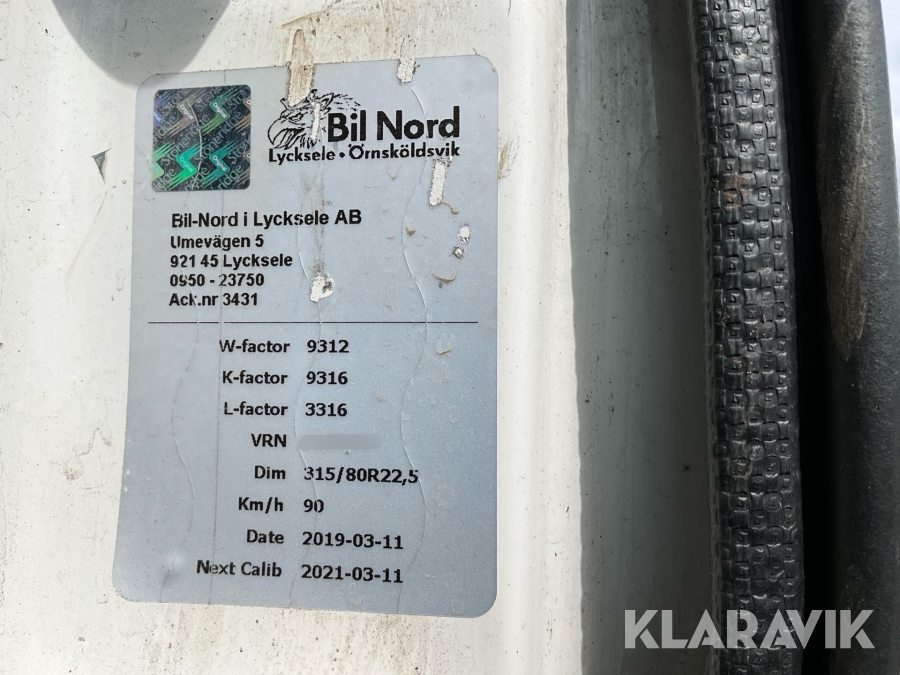 Bil Nord
Lycksele • Örnsköldsvik
Bil-Nord i Lycksele AB
Umevägen 5
921 45 Lycksele
0950 - 23750
Ack.nr 3431
W-factor 9312
K-factor 9316
L-factor 3316
VRN
Dim 315/80R22,5
Km/h 90
Date 2019-03-11
Next Calib 2021-03-11
KLARAVIK